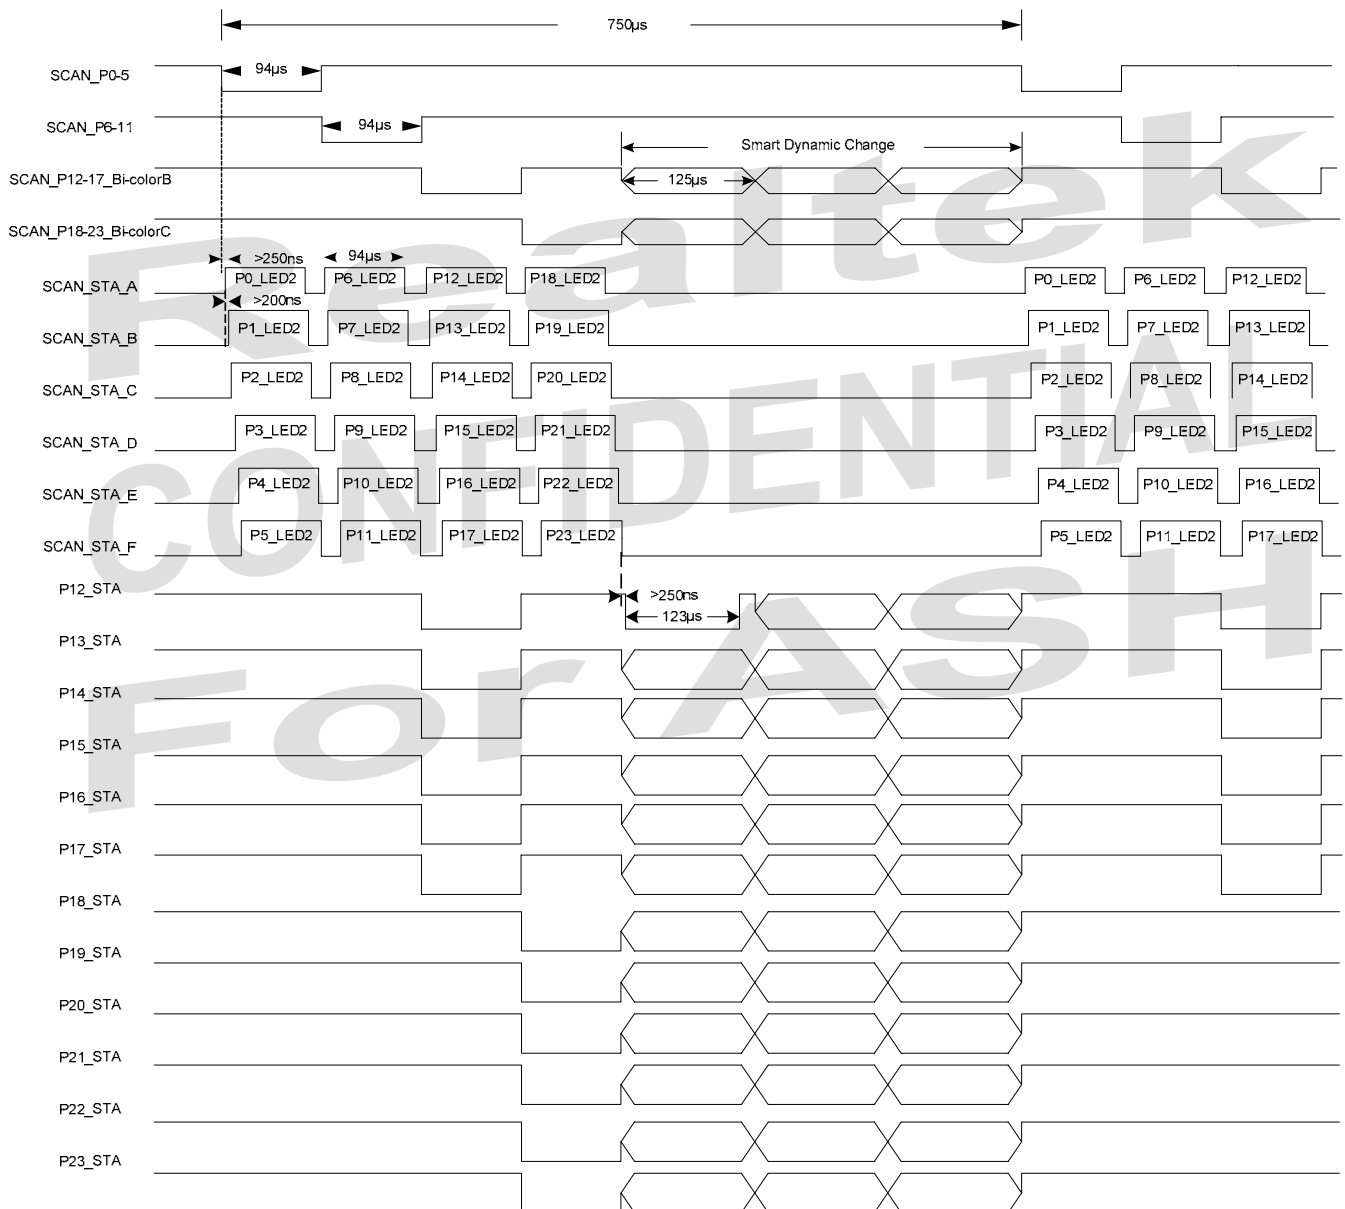 750µs
SCAN_P0-5
94µs
SCAN_P6-11
94µs
Smart Dynamic Change
SCAN_P12-17_Bi-colorB
125µs
SCAN_P18-23_Bi-colorC
>250ns
94µs
SCAN_STA_A
P0_LED2 P6_LED2 P12_LED2 P18_LED2 P0_LED2 P6_LED2 P12_LED2
>200ns
SCAN_STA_B
P1_LED2 P7_LED2 P13_LED2 P19_LED2 P1_LED2 P7_LED2 P13_LED2
SCAN_STA_C
P2_LED2 P8_LED2 P14_LED2 P20_LED2 P2_LED2 P8_LED2 P14_LED2
SCAN_STA_D
P3_LED2 P9_LED2 P15_LED2 P21_LED2 P3_LED2 P9_LED2 P15_LED2
SCAN_STA_E
P4_LED2 P10_LED2 P16_LED2 P22_LED2 P4_LED2 P10_LED2 P16_LED2
SCAN_STA_F
P5_LED2 P11_LED2 P17_LED2 P23_LED2 P5_LED2 P11_LED2 P17_LED2
P12_STA
>250ns
123µs
P13_STA
P14_STA
P15_STA
P16_STA
P17_STA
P18_STA
P19_STA
P20_STA
P21_STA
P22_STA
P23_STA
Realtek
CONFIDENTIAL
For ASH